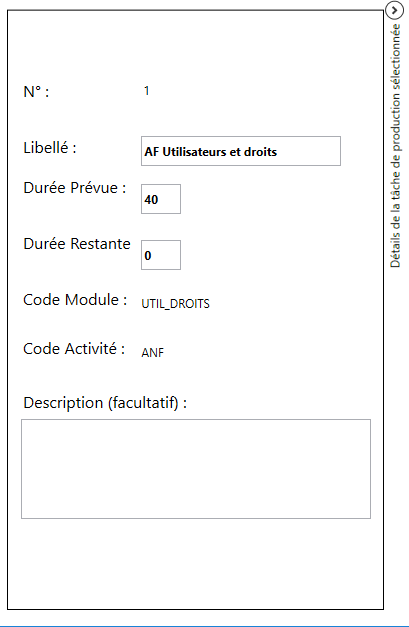 N° :
1
Libellé :
AF Utilisateurs et droits
Durée Prévue :
40
Durée Restante
0
Code Module :
UTIL_DROITS
Code Activité :
ANF
Description (facultatif) :
Détails de la tâche de production sélectionnée